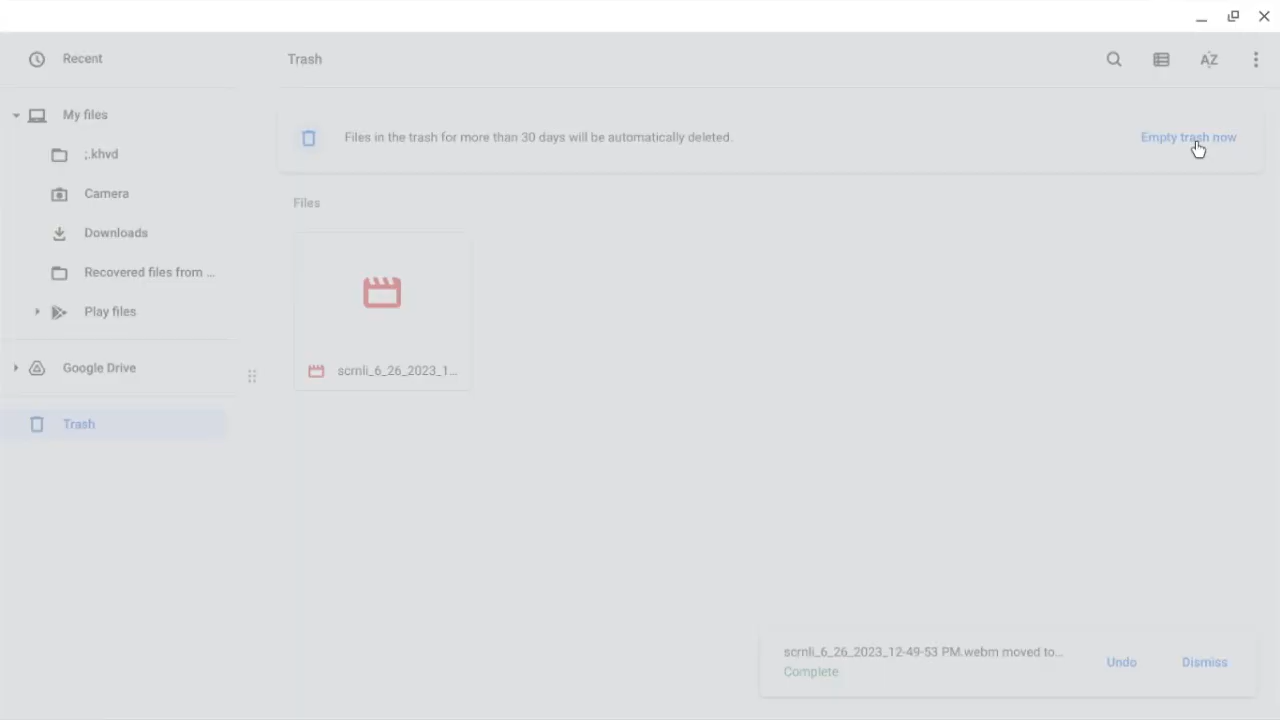 Recent
Trash
AZ
My files
;.khvd
Camera
Downloads
Recovered files from ...
Play files
Google Drive
Trash
Files in the trash for more than 30 days will be automatically deleted.
Empty trash now
Files
scrnli_6_26_2023_1...
scrnli_6_26_2023_12-49-53 PM.webm moved to...
Complete
Undo
Dismiss